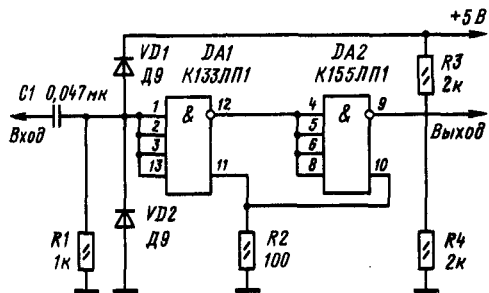 +5 В
VD1
Д9
DA1
К133ЛП1
DA2
К155ЛП1
R3
2к
C1 0,047мк
Вход
1
2
3
13
&
12
11
4
5
6
8
&
9
10
Выход
R1
1к
VD2
Д9
R2
100
R4
2к